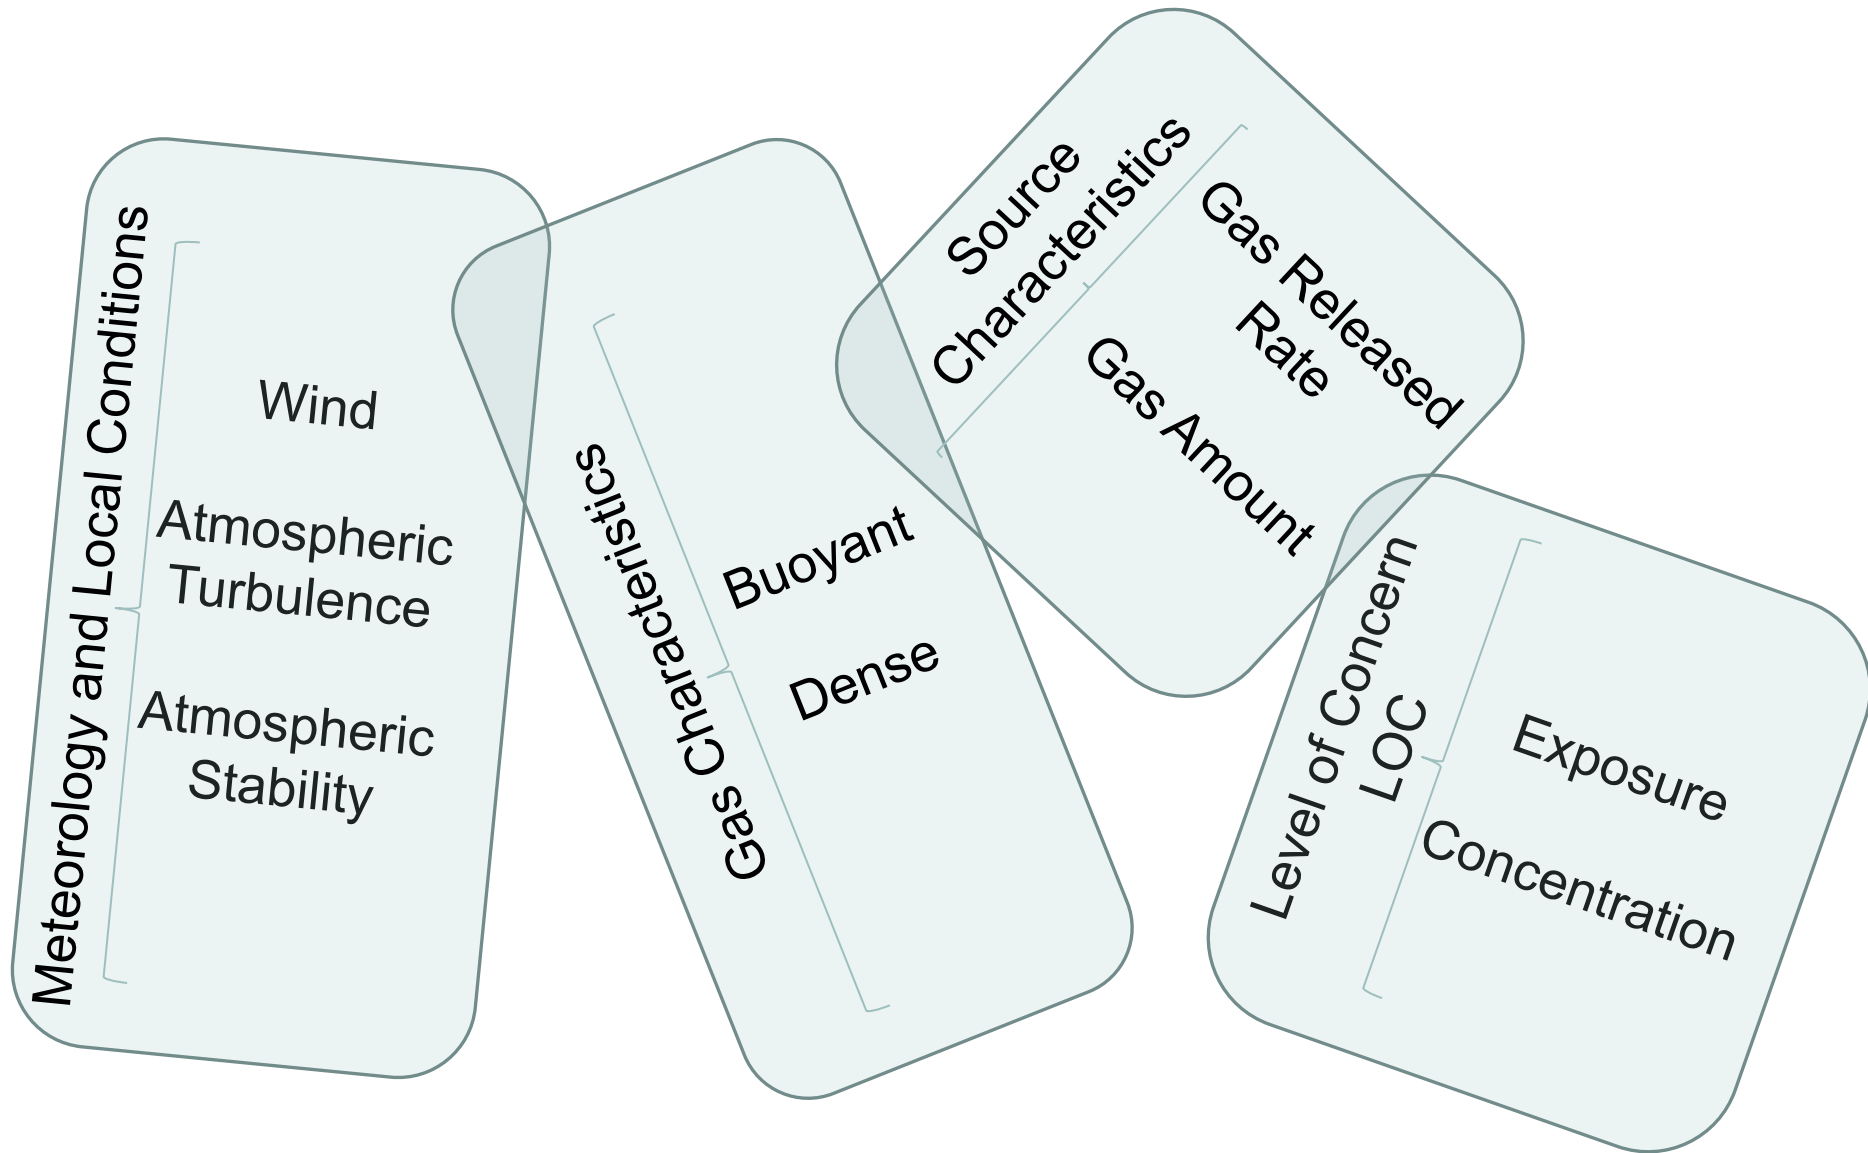 Meteorology and Local Conditions
Wind
Atmospheric
Turbulence
Atmospheric
Stability
Gas Characteristics
Buoyant
Dense
Source
Characteristics
Gas Released
Rate
Gas Amount
Level of Concern
LOC
Exposure
Concentration